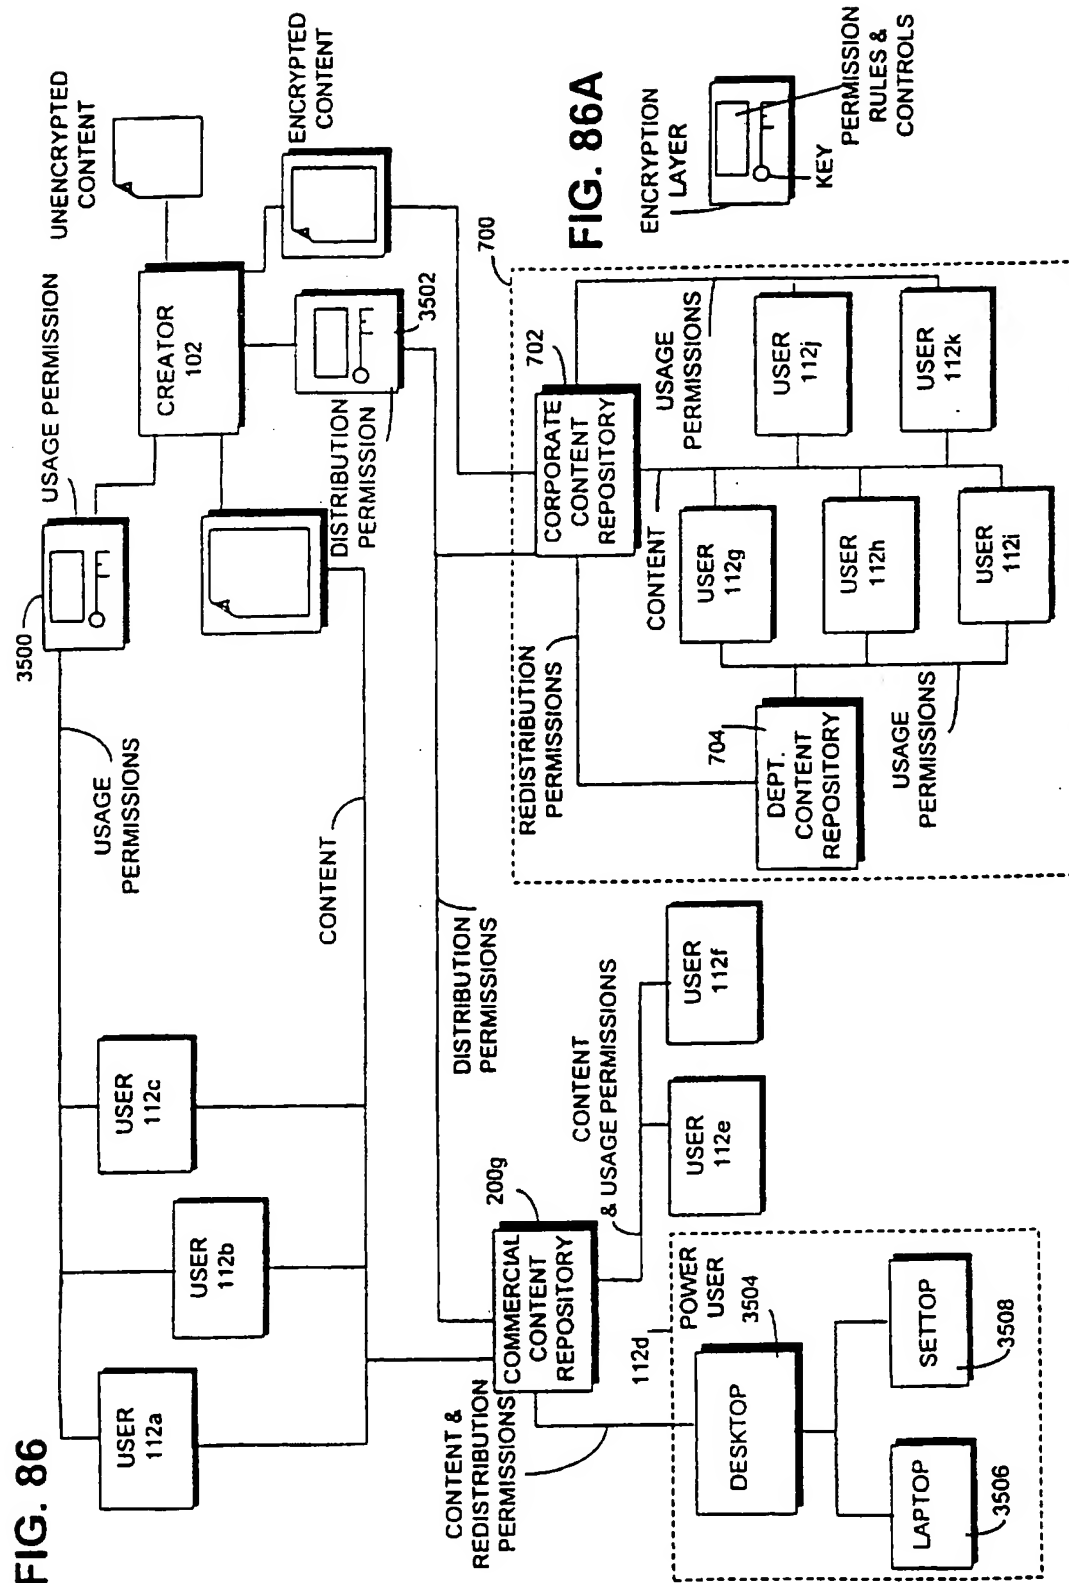 FIG. 86
USER
112a
USER
112b
USER
112c
USAGE
PERMISSIONS
3500
USAGE PERMISSION
CREATOR
102
UNENCRYPTED
CONTENT
ENCRYPTED
CONTENT
CONTENT
DISTRIBUTION
PERMISSION
3502
DISTRIBUTION
PERMISSIONS
CONTENT &
REDISTRIBUTION
PERMISSIONS
COMMERCIAL
CONTENT
REPOSITORY
200g
CONTENT
& USAGE PERMISSIONS
USER
112e
USER
112f
112d
POWER
USER
3504
DESKTOP
LAPTOP
3506
SETTOP
3508
700
CORPORATE
CONTENT
REPOSITORY
702
REDISTRIBUTION
PERMISSIONS
CONTENT
USAGE
PERMISSIONS
704
DEPT.
CONTENT
REPOSITORY
USER
112g
USER
112h
USER
112i
USER
112j
USER
112k
USAGE
PERMISSIONS
FIG. 86A
ENCRYPTION
LAYER
KEY
PERMISSION
RULES &
CONTROLS